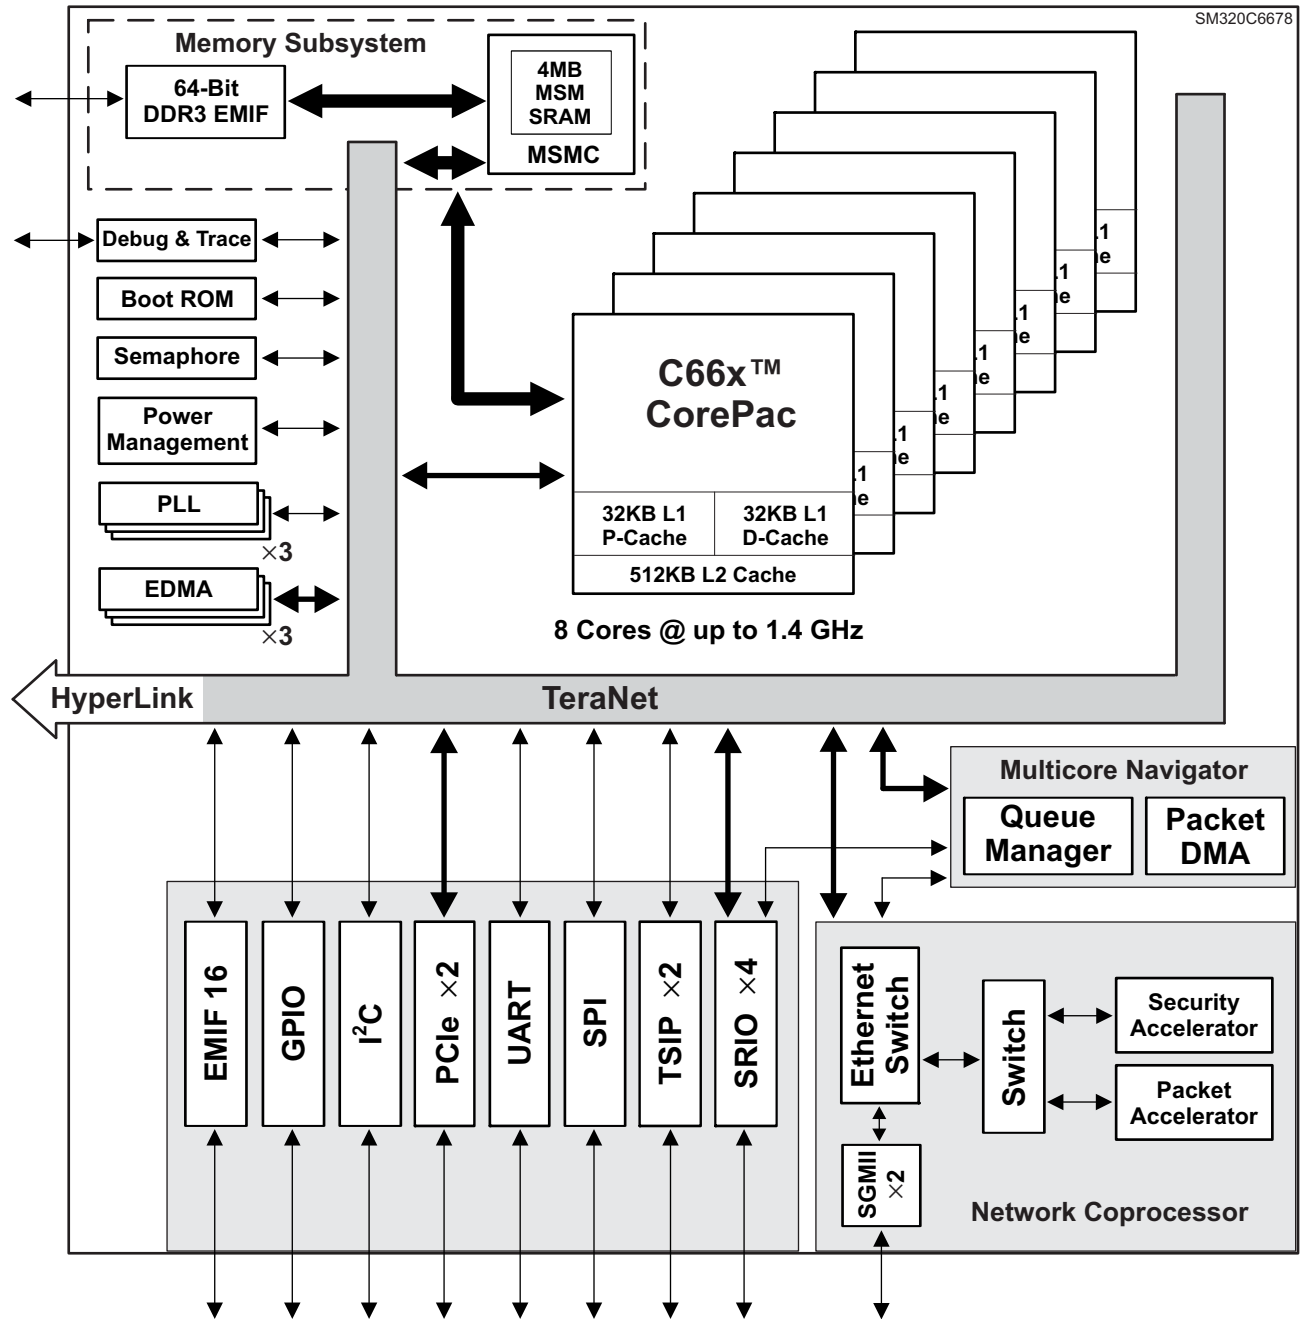 SM320C6678
Memory Subsystem
64-Bit
DDR3 EMIF
4MB
MSM
SRAM
MSMC
Debug & Trace
Boot ROM
Semaphore
Power
Management
PLL
×3
EDMA
×3
C66x™
CorePac
32KB L1
P-Cache
32KB L1
D-Cache
512KB L2 Cache
8 Cores @ up to 1.4 GHz
HyperLink
TeraNet
Multicore Navigator
Queue
Manager
Packet
DMA
EMIF 16
GPIO
I²C
PCIe ×2
UART
SPI
TSIP ×2
SRIO ×4
Ethernet
Switch
Switch
Security
Accelerator
Packet
Accelerator
SGMII
×2
Network Coprocessor